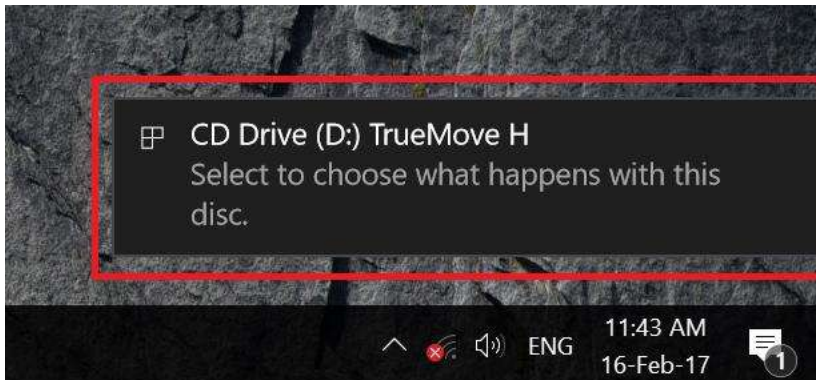 CD Drive (D:) TrueMove H
Select to choose what happens with this
disc.
ENG
11:43 AM
16-Feb-17
1